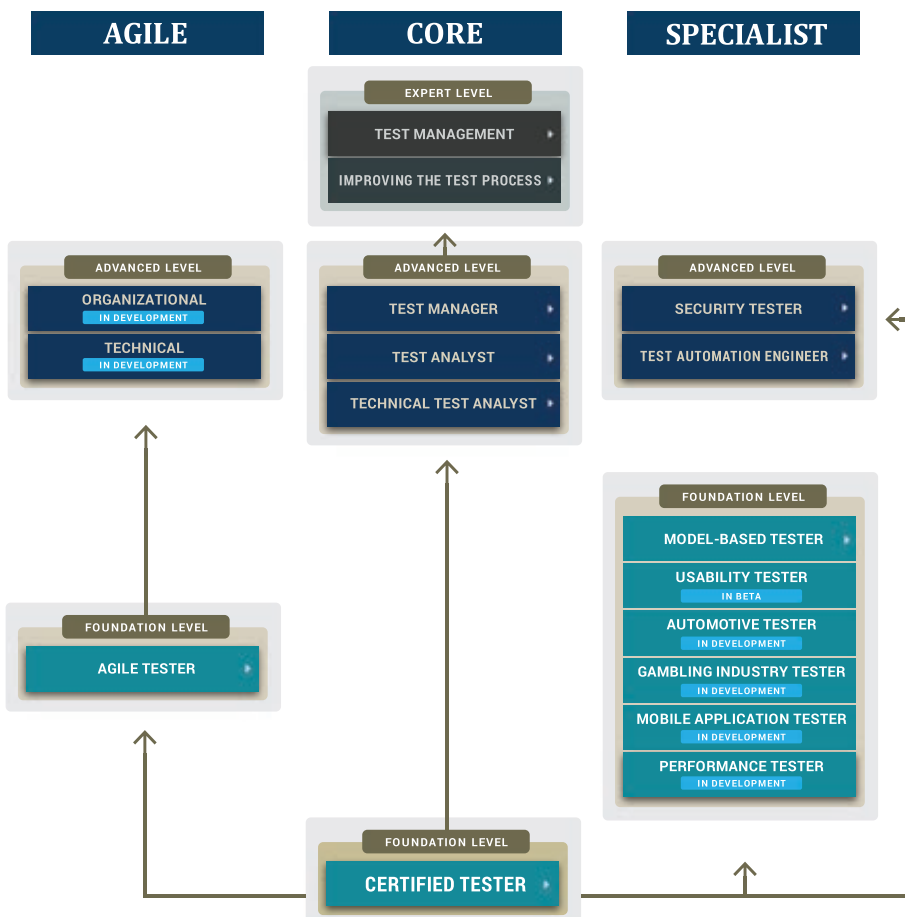 AGILE
CORE
SPECIALIST
EXPERT LEVEL
TEST MANAGEMENT
IMPROVING THE TEST PROCESS
ADVANCED LEVEL
ORGANIZATIONAL
IN DEVELOPMENT
TECHNICAL
IN DEVELOPMENT
ADVANCED LEVEL
TEST MANAGER
TEST ANALYST
TECHNICAL TEST ANALYST
ADVANCED LEVEL
SECURITY TESTER
TEST AUTOMATION ENGINEER
FOUNDATION LEVEL
AGILE TESTER
FOUNDATION LEVEL
MODEL-BASED TESTER
USABILITY TESTER
IN BETA
AUTOMOTIVE TESTER
IN DEVELOPMENT
GAMBLING INDUSTRY TESTER
IN DEVELOPMENT
MOBILE APPLICATION TESTER
IN DEVELOPMENT
PERFORMANCE TESTER
IN DEVELOPMENT
FOUNDATION LEVEL
CERTIFIED TESTER